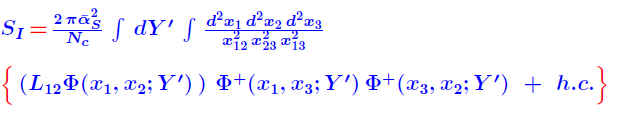 $S_I = \frac{2\pi\bar{\alpha}_S^2}{N_c} \int dY' \int \frac{d^2x_1\, d^2x_2\, d^2x_3}{x_{12}^2\, x_{23}^2\, x_{13}^2}$
$\left\{ (L_{12}\Phi(x_1, x_2; Y'))\, \Phi^+(x_1, x_3; Y')\, \Phi^+(x_3, x_2; Y') + h.c. \right\}$